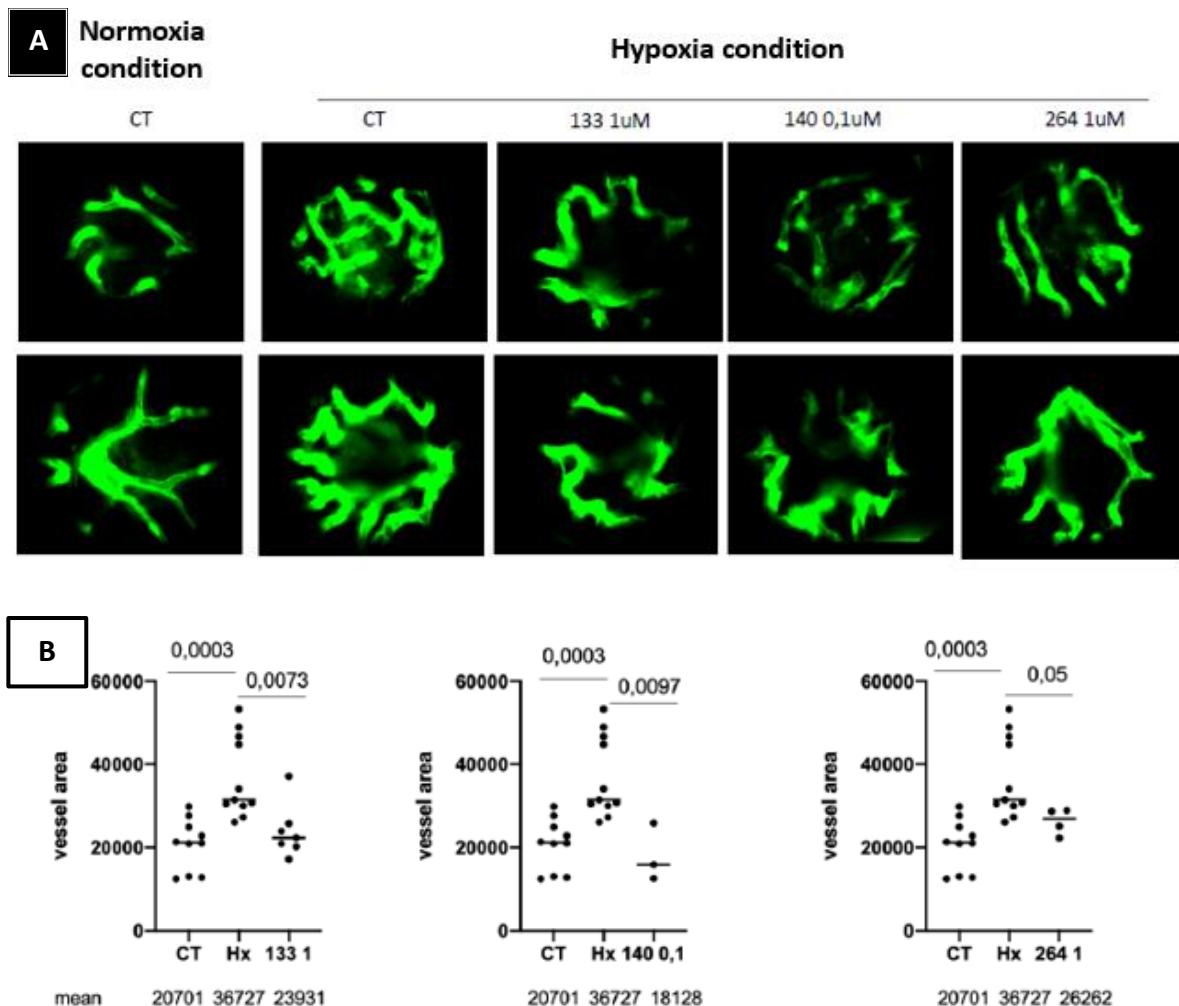 A
Normoxia
condition
Hypoxia condition
CT
CT
133 1uM
140 0,1uM
264 1uM
B
0,0003
0,0073
60000
40000
20000
0
vessel area
CT Hx 133 1
mean 20701 36727 23931
0,0003
0,0097
60000
40000
20000
0
vessel area
CT Hx 140 0,1
20701 36727 18128
0,0003
0,05
60000
40000
20000
0
vessel area
CT Hx 264 1
20701 36727 26262